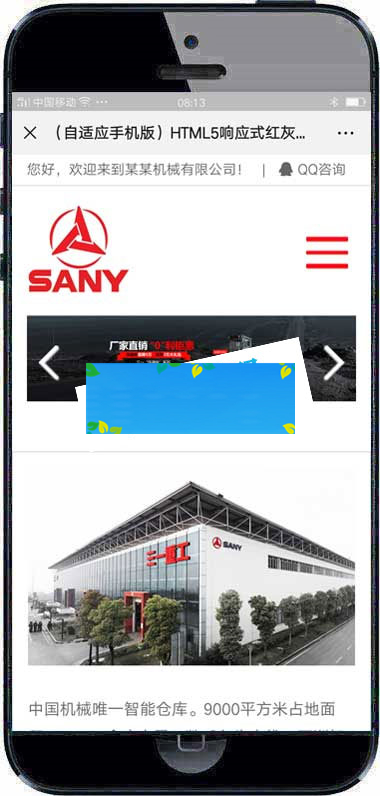 中国移动 08:13
（自适应手机版）HTML5响应式红灰...
您好，欢迎来到某某机械有限公司！ | QQ咨询
SANY
厂家直销 "0"利钜惠
三一重工
SANY
中国机械唯一智能仓库。9000平方米占地面